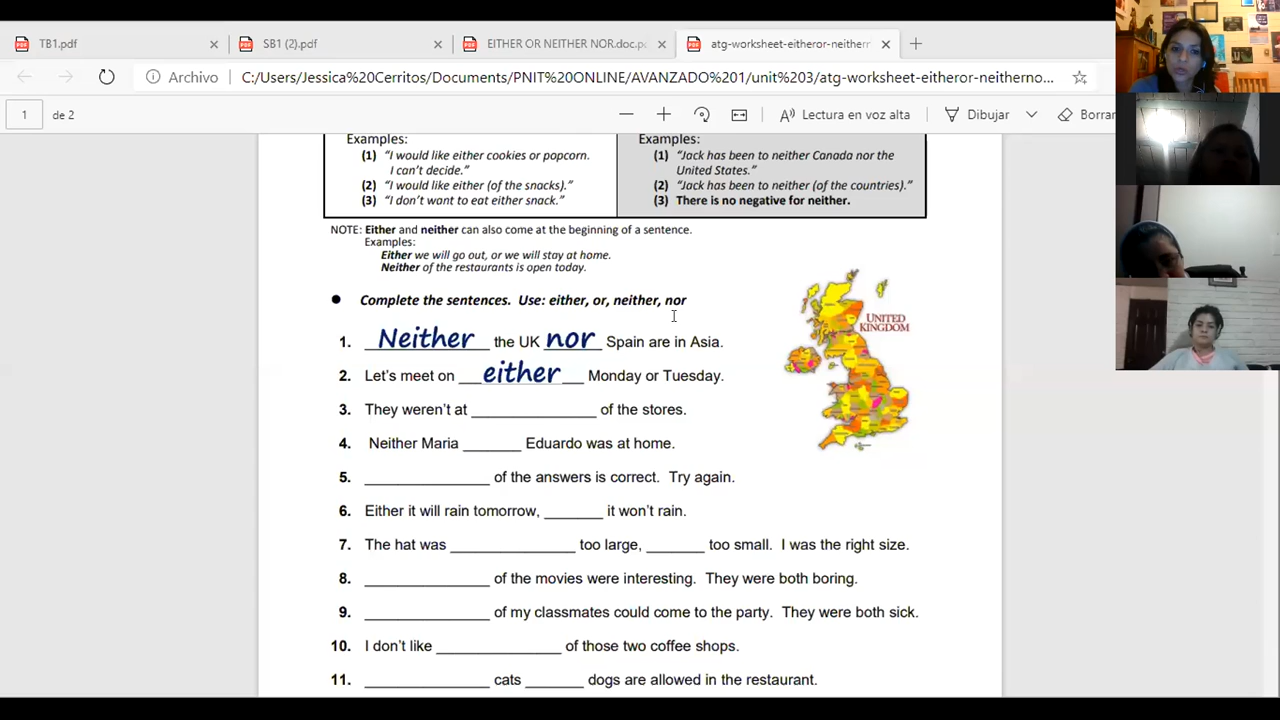 TB1.pdf
SB1 (2).pdf
EITHER OR NEITHER NOR.doc.p
atg-worksheet-eitheror-neithern
Archivo
C:/Users/Jessica%20Cerritos/Documents/PNIT%20ONLINE/AVANZADO%201/unit%203/atg-worksheet-eitheror-neitherno...
1 de 2
Lectura en voz alta
Dibujar
Borrar
Examples:
(1) "I would like either cookies or popcorn.
I can't decide."
(2) "I would like either (of the snacks)."
(3) "I don't want to eat either snack."
Examples:
(1) "Jack has been to neither Canada nor the
United States."
(2) "Jack has been to neither (of the countries)."
(3) There is no negative for neither.
NOTE: Either and neither can also come at the beginning of a sentence.
Examples:
Either we will go out, or we will stay at home.
Neither of the restaurants is open today.
● Complete the sentences. Use: either, or, neither, nor
UNITED
KINGDOM
1. Neither the UK nor Spain are in Asia.
2. Let's meet on either Monday or Tuesday.
3. They weren't at _______________ of the stores.
4. Neither Maria _______ Eduardo was at home.
5. _______________ of the answers is correct. Try again.
6. Either it will rain tomorrow, _______ it won't rain.
7. The hat was _______________ too large, _______ too small. I was the right size.
8. _______________ of the movies were interesting. They were both boring.
9. _______________ of my classmates could come to the party. They were both sick.
10. I don't like _______________ of those two coffee shops.
11. _______________ cats _______ dogs are allowed in the restaurant.